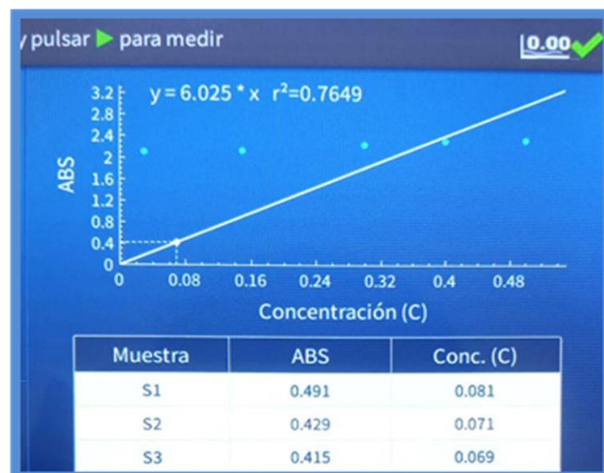 y pulsar ▶ para medir
0.00
y = 6.025 * x r²=0.7649
3.2
2.8
2.4
2
1.6
1.2
0.8
0.4
0
ABS
0 0.08 0.16 0.24 0.32 0.4 0.48
Concentración (C)
Muestra ABS Conc. (C)
S1 0.491 0.081
S2 0.429 0.071
S3 0.415 0.069